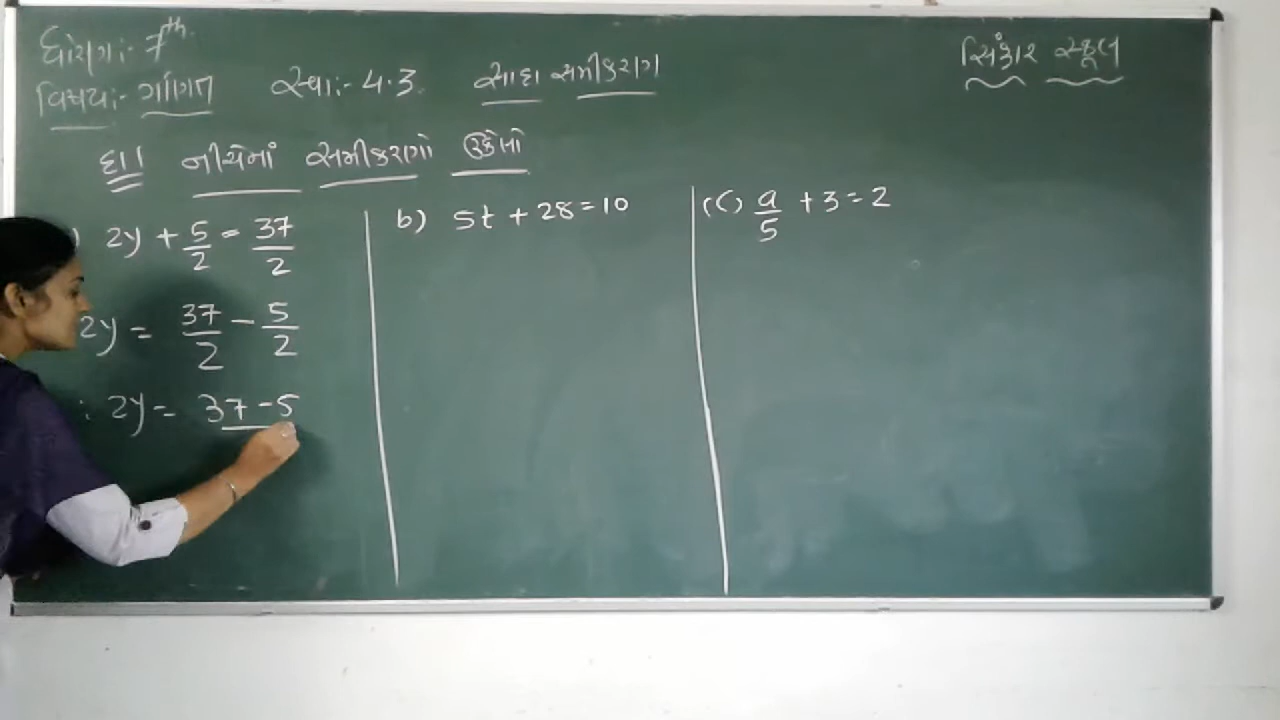 ધોરણ:- 7th
સિંકાર સ્કૂલ
વિષય:- ગણિત સ્વા:- 4.3. સાદા સમીકરણ
દા.1 નીચેનાં સમીકરણો ઉકેલો
) 2y + 5/2 = 37/2
2y = 37/2 - 5/2
: 2y = 37 - 5
b) 5t + 28 = 10
(C) a/5 + 3 = 2